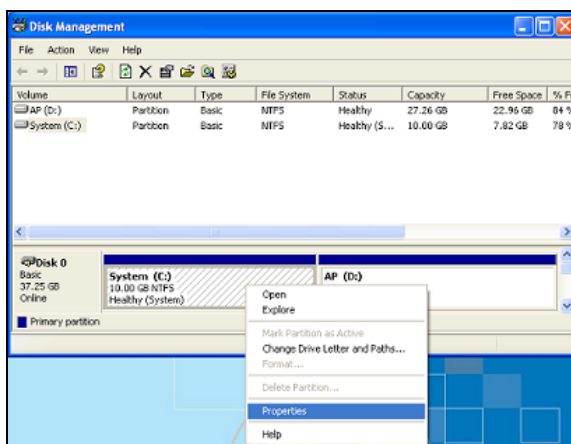 Disk Management
File Action View Help
Volume Layout Type File System Status Capacity Free Space % F
AP (D:) Partition Basic NTFS Healthy 27.26 GB 22.96 GB 84 %
System (C:) Partition Basic NTFS Healthy (S... 10.00 GB 7.82 GB 78 %
Disk 0
Basic
37.25 GB
Online
System (C:)
10.00 GB NTFS
Healthy (System)
AP (D:)
Primary partition
Open
Explore
Mark Partition as Active
Change Drive Letter and Paths...
Format...
Delete Partition...
Properties
Help